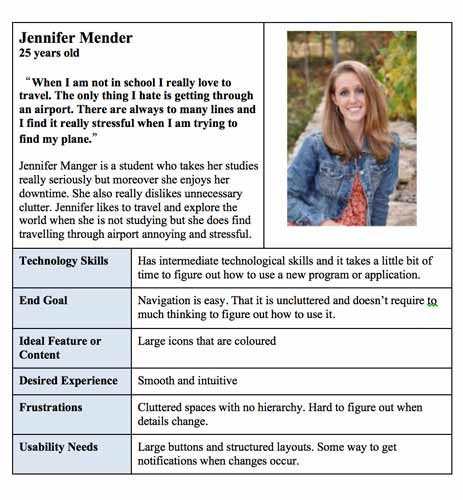 Jennifer Mender
25 years old
“When I am not in school I really love to
travel. The only thing I hate is getting through
an airport. There are always to many lines and
I find it really stressful when I am trying to
find my plane.”
Jennifer Manger is a student who takes her studies
really seriously but moreover she enjoys her
downtime. She also really dislikes unnecessary
clutter. Jennifer likes to travel and explore the
world when she is not studying but she does find
travelling through airport annoying and stressful.
Technology Skills
Has intermediate technological skills and it takes a little bit of
time to figure out how to use a new program or application.
End Goal
Navigation is easy. That it is uncluttered and doesn’t require to
much thinking to figure out how to use it.
Ideal Feature or
Content
Large icons that are coloured
Desired Experience
Smooth and intuitive
Frustrations
Cluttered spaces with no hierarchy. Hard to figure out when
details change.
Usability Needs
Large buttons and structured layouts. Some way to get
notifications when changes occur.